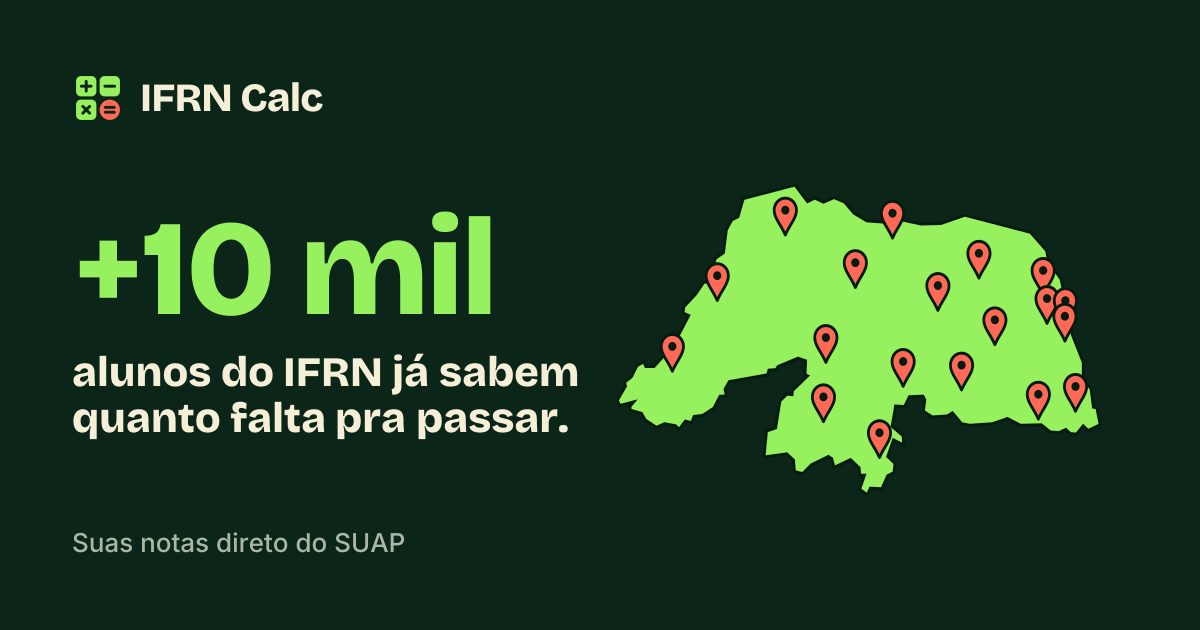 IFRN Calc
+10 mil
alunos do IFRN já sabem
quanto falta pra passar.
Suas notas direto do SUAP